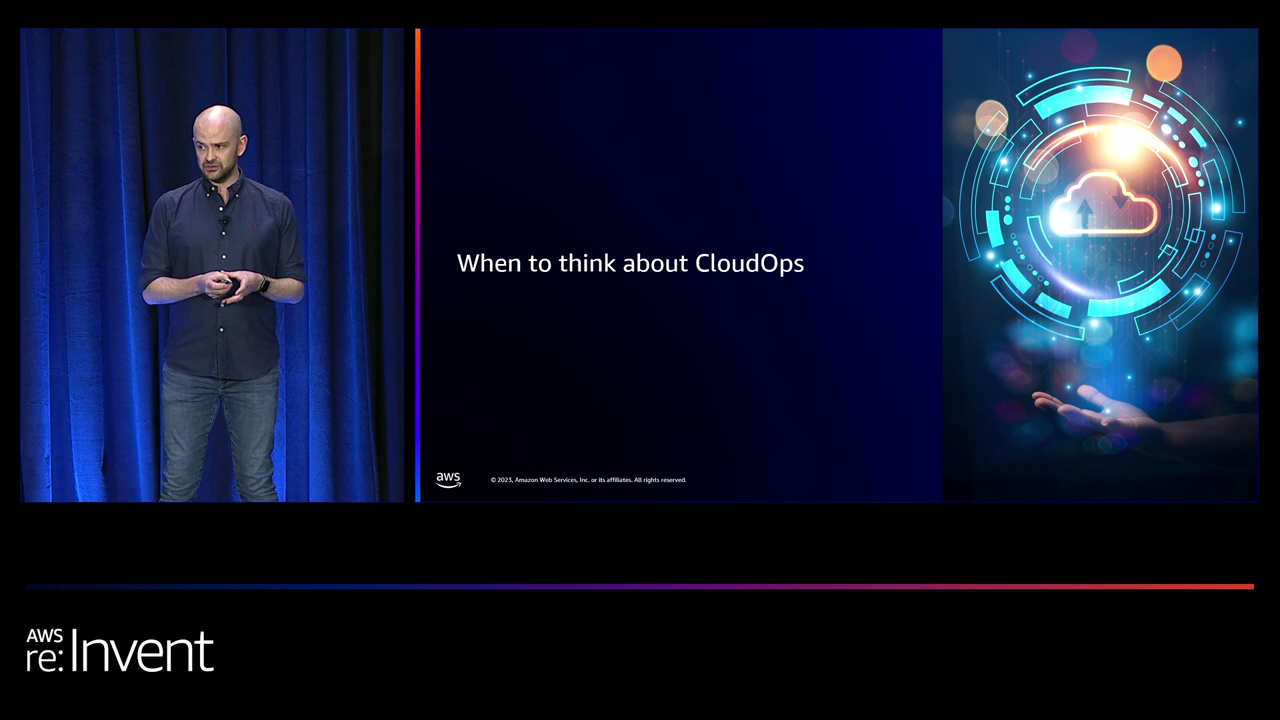 When to think about CloudOps
aws
© 2023, Amazon Web Services, Inc. or its affiliates. All rights reserved.
AWS
re:Invent